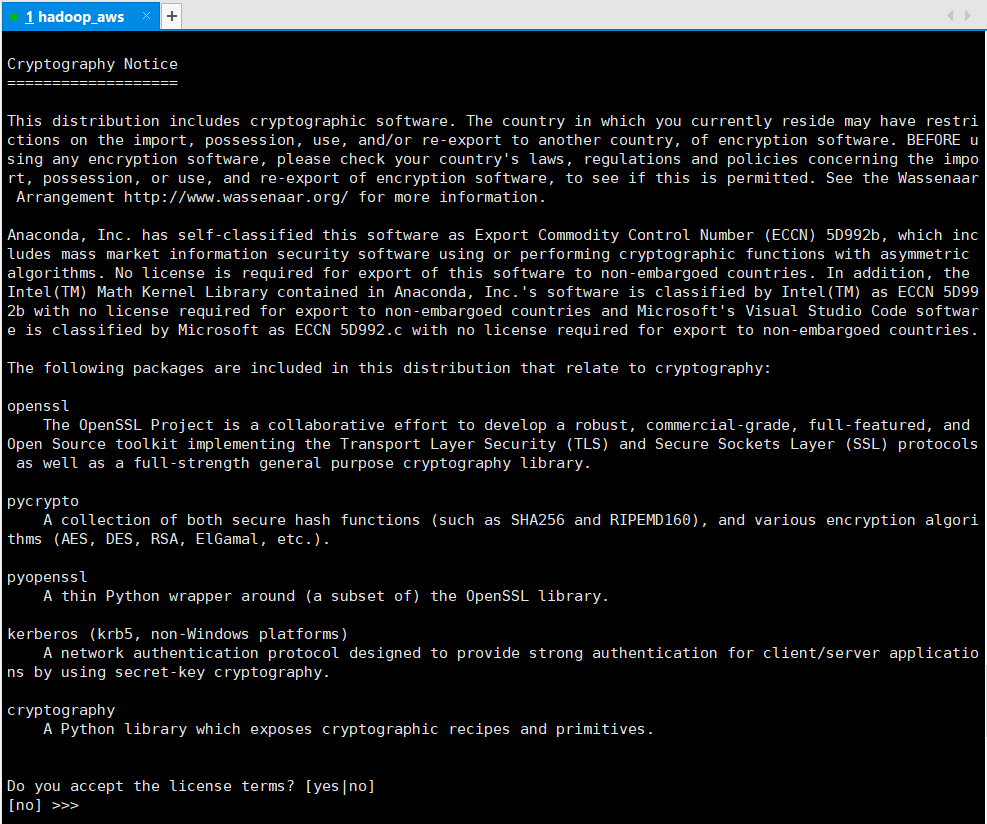 1 hadoop_aws × +
Cryptography Notice
===================
This distribution includes cryptographic software. The country in which you currently reside may have restri
ctions on the import, possession, use, and/or re-export to another country, of encryption software. BEFORE u
sing any encryption software, please check your country's laws, regulations and policies concerning the impo
rt, possession, or use, and re-export of encryption software, to see if this is permitted. See the Wassenaar
 Arrangement http://www.wassenaar.org/ for more information.
Anaconda, Inc. has self-classified this software as Export Commodity Control Number (ECCN) 5D992b, which inc
ludes mass market information security software using or performing cryptographic functions with asymmetric
algorithms. No license is required for export of this software to non-embargoed countries. In addition, the
Intel(TM) Math Kernel Library contained in Anaconda, Inc.'s software is classified by Intel(TM) as ECCN 5D99
2b with no license required for export to non-embargoed countries and Microsoft's Visual Studio Code softwar
e is classified by Microsoft as ECCN 5D992.c with no license required for export to non-embargoed countries.
The following packages are included in this distribution that relate to cryptography:
openssl
    The OpenSSL Project is a collaborative effort to develop a robust, commercial-grade, full-featured, and
Open Source toolkit implementing the Transport Layer Security (TLS) and Secure Sockets Layer (SSL) protocols
 as well as a full-strength general purpose cryptography library.
pycrypto
    A collection of both secure hash functions (such as SHA256 and RIPEMD160), and various encryption algori
thms (AES, DES, RSA, ElGamal, etc.).
pyopenssl
    A thin Python wrapper around (a subset of) the OpenSSL library.
kerberos (krb5, non-Windows platforms)
    A network authentication protocol designed to provide strong authentication for client/server applicatio
ns by using secret-key cryptography.
cryptography
    A Python library which exposes cryptographic recipes and primitives.
Do you accept the license terms? [yes|no]
[no] >>>